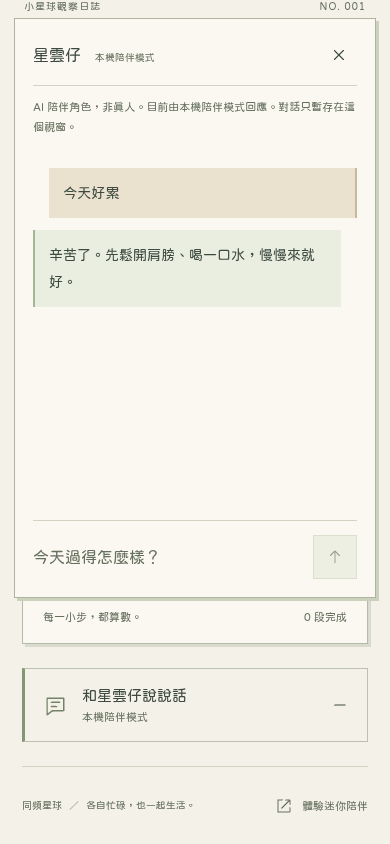 小星球觀察日誌 NO. 001
星雲仔 本機陪伴模式
AI 陪伴角色，非真人。目前由本機陪伴模式回應。對話只暫存在這
個視窗。
今天好累
辛苦了。先鬆開肩膀、喝一口水，慢慢來就
好。
今天過得怎麼樣？
每一小步，都算數。 0 段完成
和星雲仔說說話
本機陪伴模式
同頻星球 ／ 各自忙碌，也一起生活。 體驗迷你陪伴